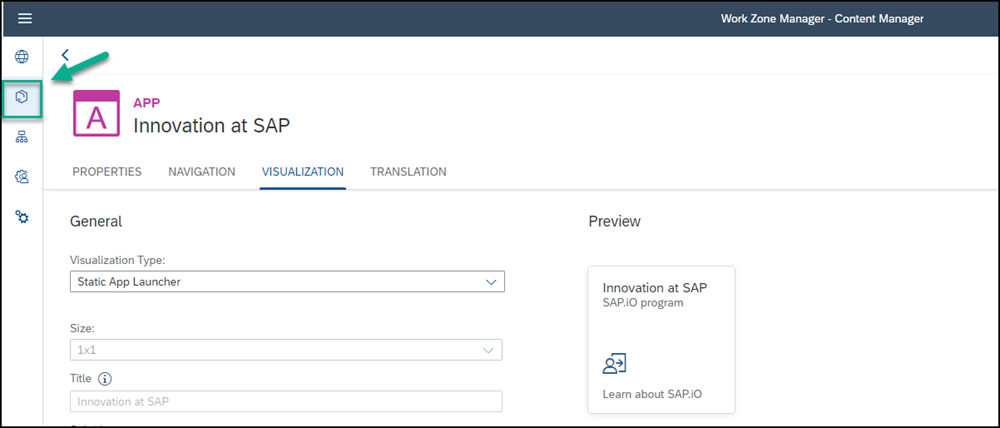 Work Zone Manager - Content Manager
A
APP
Innovation at SAP
PROPERTIES NAVIGATION VISUALIZATION TRANSLATION
General
Preview
Visualization Type:
Static App Launcher
Size:
1x1
Title
Innovation at SAP
Innovation at SAP
SAP.iO program
Learn about SAP.iO